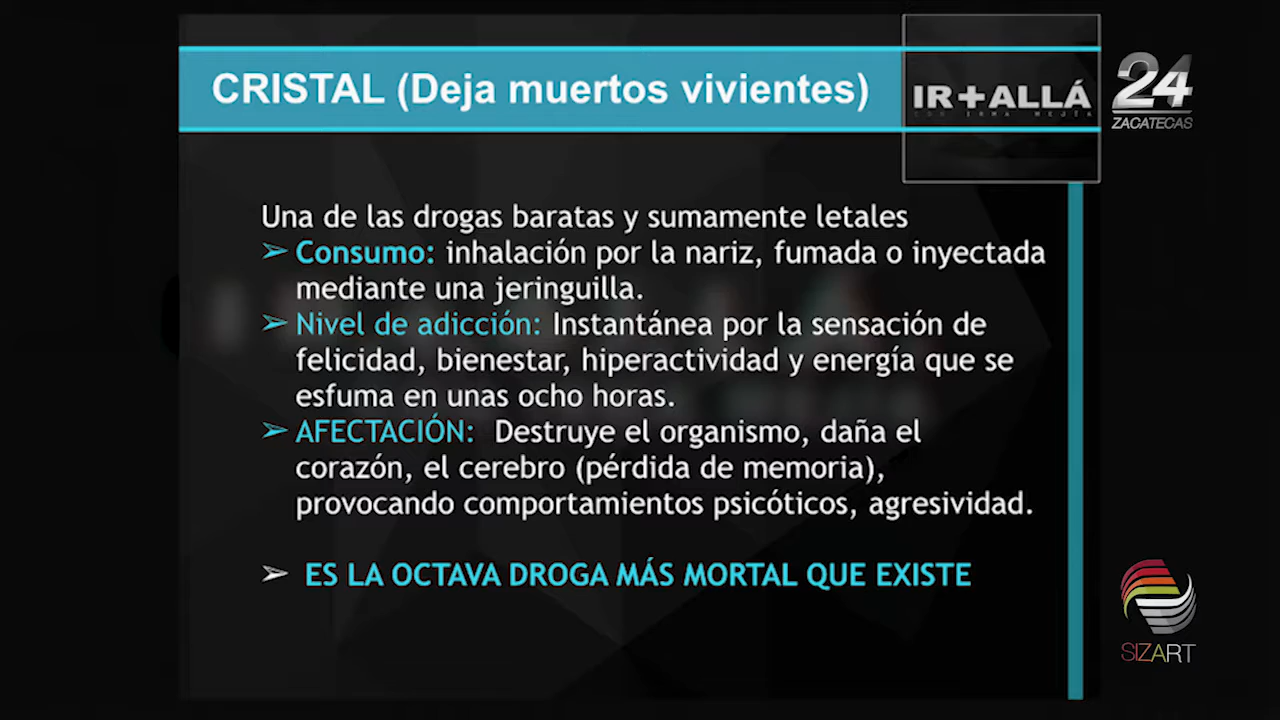 CRISTAL (Deja muertos vivientes)
IR+ALLÁ
CON IRMA MEJÍA
24
ZACATECAS
Una de las drogas baratas y sumamente letales
➢ Consumo: inhalación por la nariz, fumada o inyectada
mediante una jeringuilla.
➢ Nivel de adicción: Instantánea por la sensación de
felicidad, bienestar, hiperactividad y energía que se
esfuma en unas ocho horas.
➢ AFECTACIÓN: Destruye el organismo, daña el
corazón, el cerebro (pérdida de memoria),
provocando comportamientos psicóticos, agresividad.
➢ ES LA OCTAVA DROGA MÁS MORTAL QUE EXISTE
SIZART